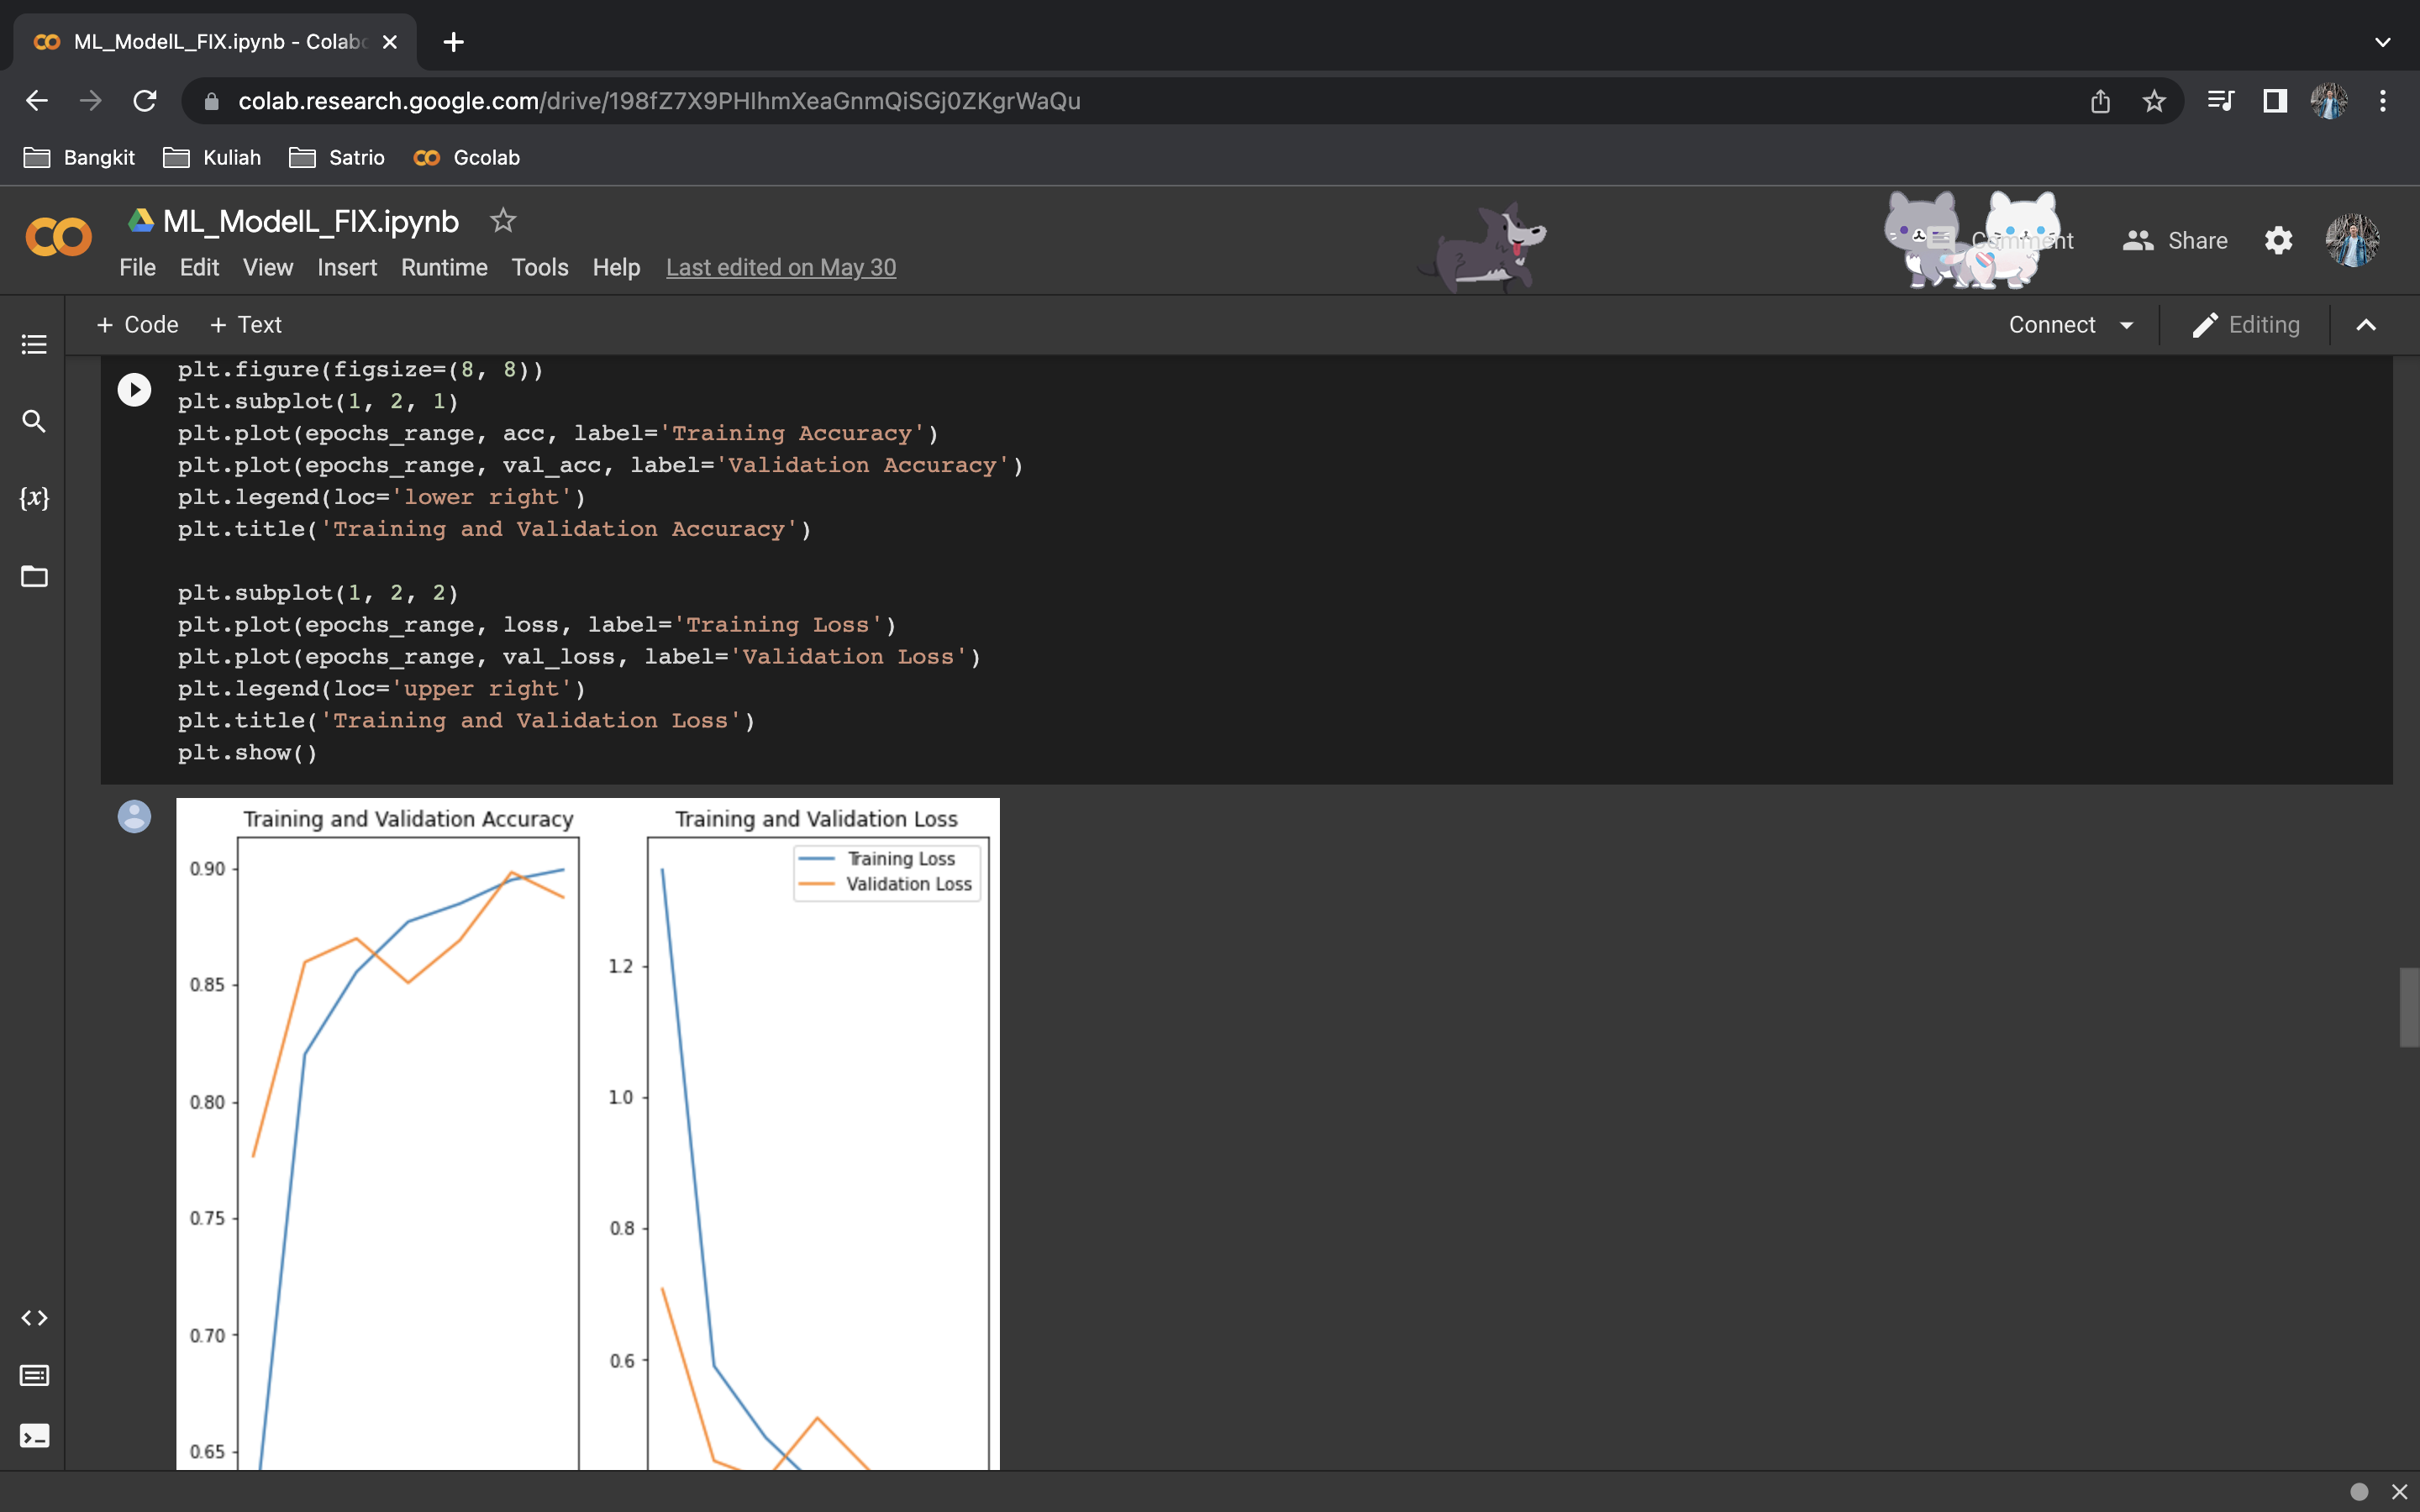 ML_ModelL_FIX.ipynb - Colab
colab.research.google.com/drive/198fZ7X9PHIhmXeaGnmQiSGj0ZKgrWaQu
Bangkit Kuliah Satrio Gcolab
ML_ModelL_FIX.ipynb
File Edit View Insert Runtime Tools Help Last edited on May 30
Comment Share
+ Code + Text
Connect Editing
{x}
plt.figure(figsize=(8, 8))
plt.subplot(1, 2, 1)
plt.plot(epochs_range, acc, label='Training Accuracy')
plt.plot(epochs_range, val_acc, label='Validation Accuracy')
plt.legend(loc='lower right')
plt.title('Training and Validation Accuracy')
plt.subplot(1, 2, 2)
plt.plot(epochs_range, loss, label='Training Loss')
plt.plot(epochs_range, val_loss, label='Validation Loss')
plt.legend(loc='upper right')
plt.title('Training and Validation Loss')
plt.show()
Training and Validation Accuracy
0.90
0.85
0.80
0.75
0.70
0.65
Training and Validation Loss
Training Loss
Validation Loss
1.2
1.0
0.8
0.6